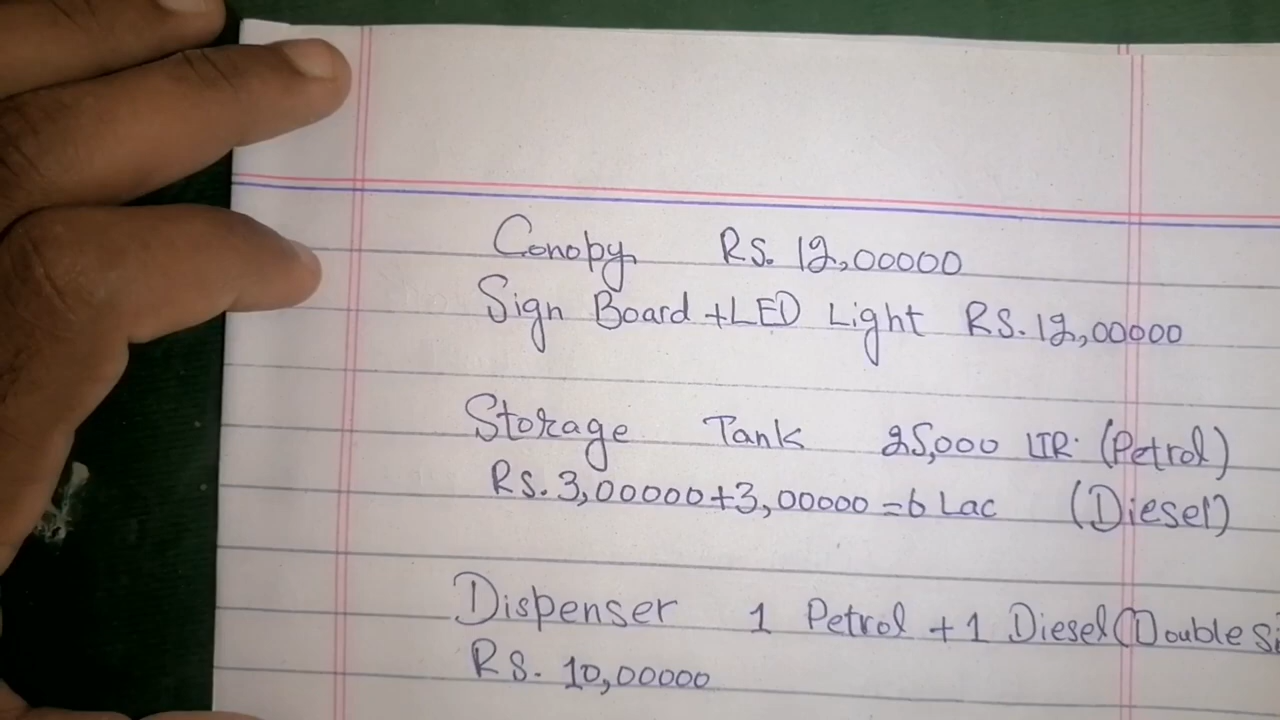 Conopy Rs. 12,00000
Sign Board + LED Light Rs. 12,00000
Storage Tank 25,000 LTR. (Petrol)
Rs. 3,00000+3,00000 = 6 Lac (Diesel)
Dispenser 1 Petrol + 1 Diesel (Double
Rs. 10,00000